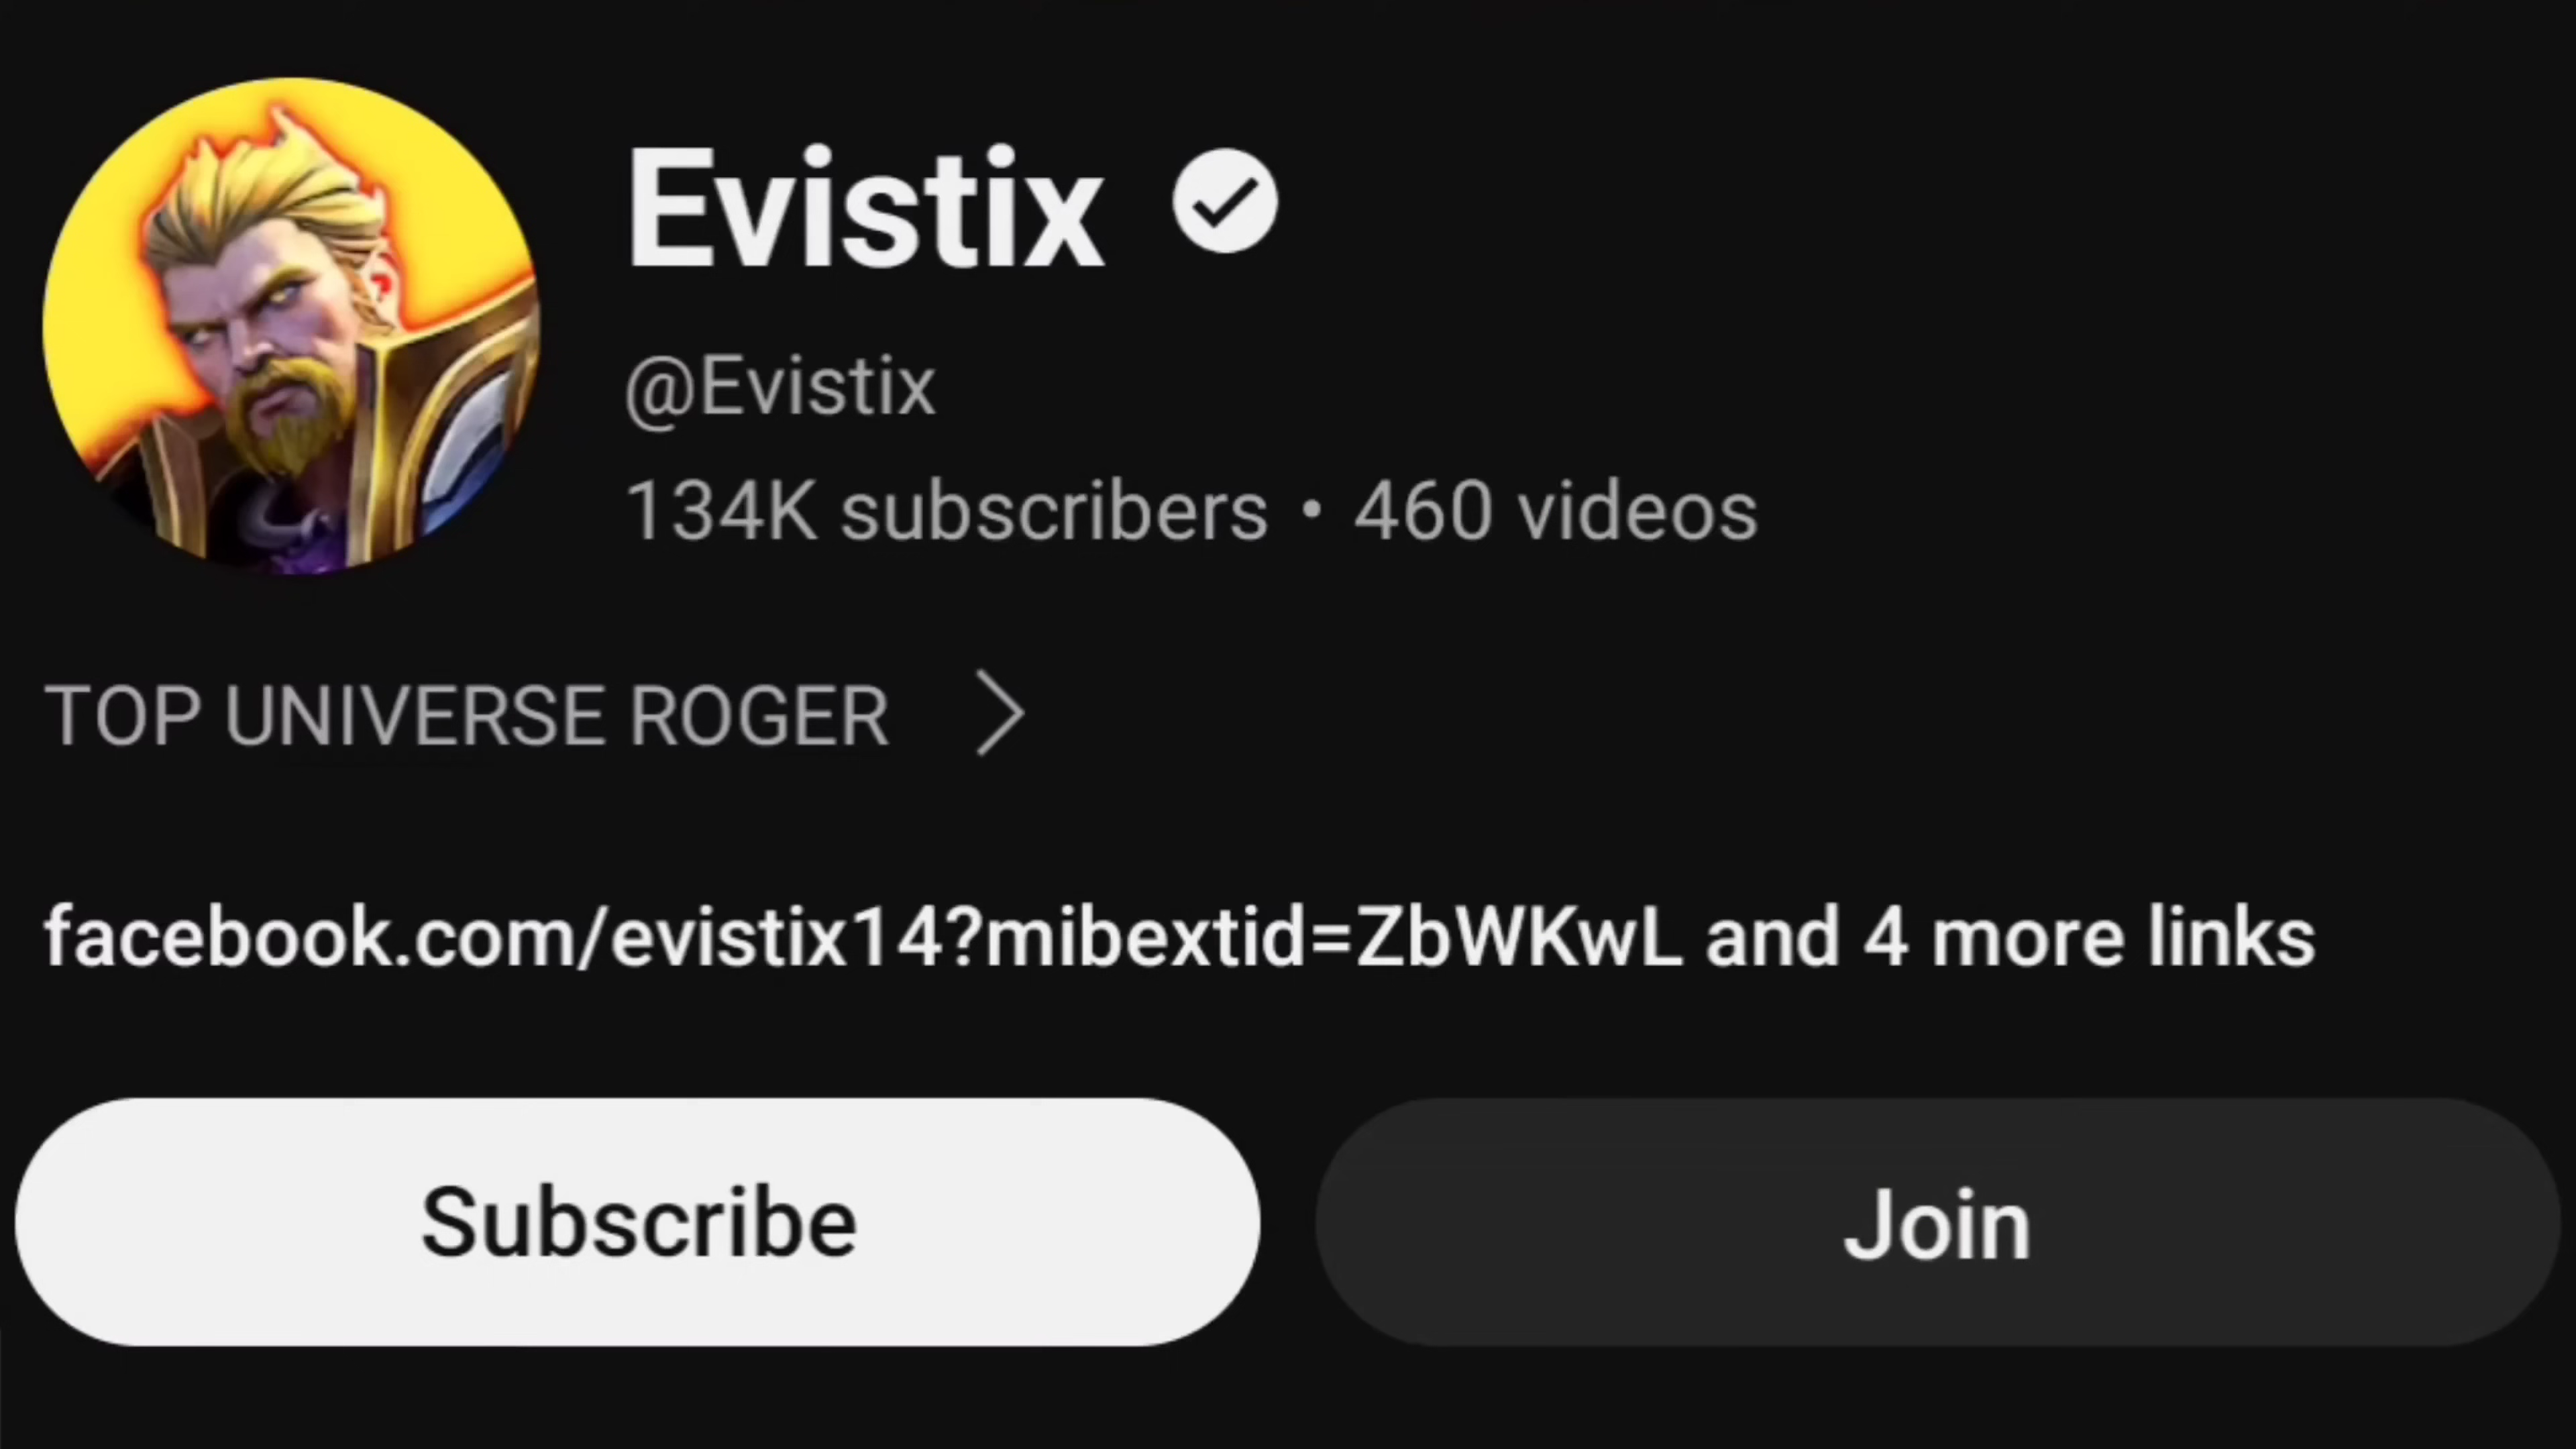 Evistix
@Evistix
134K subscribers • 460 videos
TOP UNIVERSE ROGER
facebook.com/evistix14?mibextid=ZbWKwL and 4 more links
Subscribe
Join